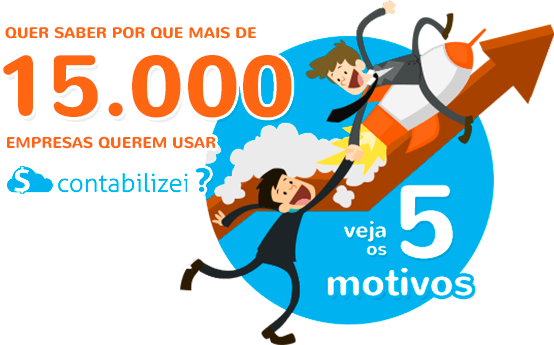 QUER SABER POR QUE MAIS DE
15.000
EMPRESAS QUEREM USAR
$ contabilizei ?
veja os 5
motivos